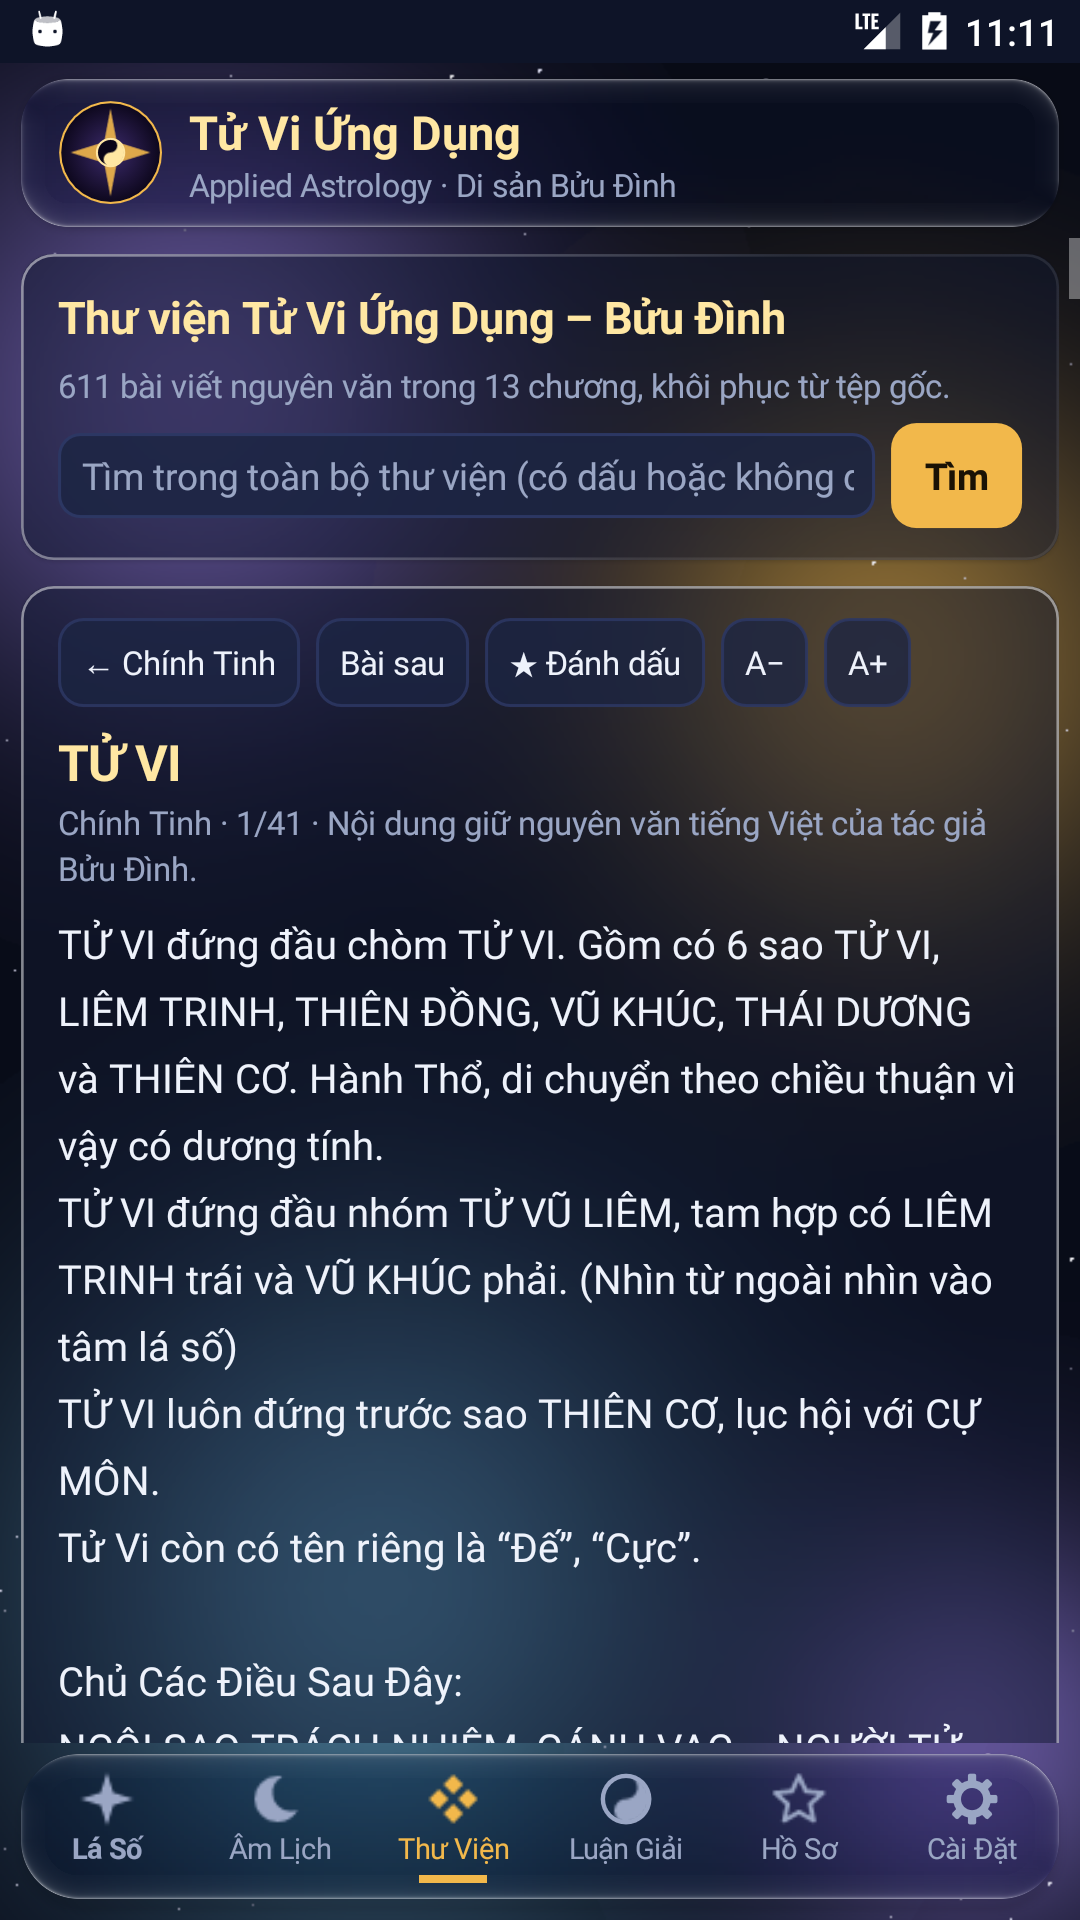 LTE 11:11
Tử Vi Ứng Dụng
Applied Astrology · Di sản Bửu Đình
Thư viện Tử Vi Ứng Dụng – Bửu Đình
611 bài viết nguyên văn trong 13 chương, khôi phục từ tệp gốc.
Tìm trong toàn bộ thư viện (có dấu hoặc không Tìm
← Chính Tinh Bài sau ★ Đánh dấu A− A+
TỬ VI
Chính Tinh · 1/41 · Nội dung giữ nguyên văn tiếng Việt của tác giả
Bửu Đình.
TỬ VI đứng đầu chòm TỬ VI. Gồm có 6 sao TỬ VI,
LIÊM TRINH, THIÊN ĐỒNG, VŨ KHÚC, THÁI DƯƠNG
và THIÊN CƠ. Hành Thổ, di chuyển theo chiều thuận vì
vậy có dương tính.
TỬ VI đứng đầu nhóm TỬ VŨ LIÊM, tam hợp có LIÊM
TRINH trái và VŨ KHÚC phải. (Nhìn từ ngoài nhìn vào
tâm lá số)
TỬ VI luôn đứng trước sao THIÊN CƠ, lục hội với CỰ
MÔN.
Tử Vi còn có tên riêng là “Đế”, “Cực”.
Chủ Các Điều Sau Đây:
Lá Số Âm Lịch Thư Viện Luận Giải Hồ Sơ Cài Đặt